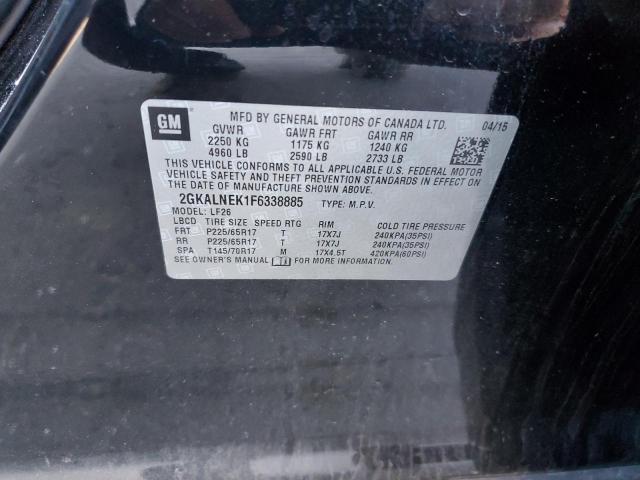 GM MFD BY GENERAL MOTORS OF CANADA LTD. 04/15
GVWR GAWR FRT GAWR RR
2250 KG 1175 KG 1240 KG
4960 LB 2590 LB 2733 LB
THIS VEHICLE CONFORMS TO ALL APPLICABLE U.S. FEDERAL MOTOR
VEHICLE SAFETY AND THEFT PREVENTION STANDARDS IN EFFECT ON
THE DATE OF MANUFACTURE SHOWN ABOVE.
2GKALNEK1F6338885 TYPE: M.P.V.
MODEL: LF26
LBCD TIRE SIZE SPEED RTG RIM COLD TIRE PRESSURE
FRT P225/65R17 T 17X7J 240KPA(35PSI)
RR P225/65R17 T 17X7J 240KPA(35PSI)
SPA T145/70R17 M 17X4.5T 420KPA(60PSI)
SEE OWNER'S MANUAL FOR MORE INFORMATION.